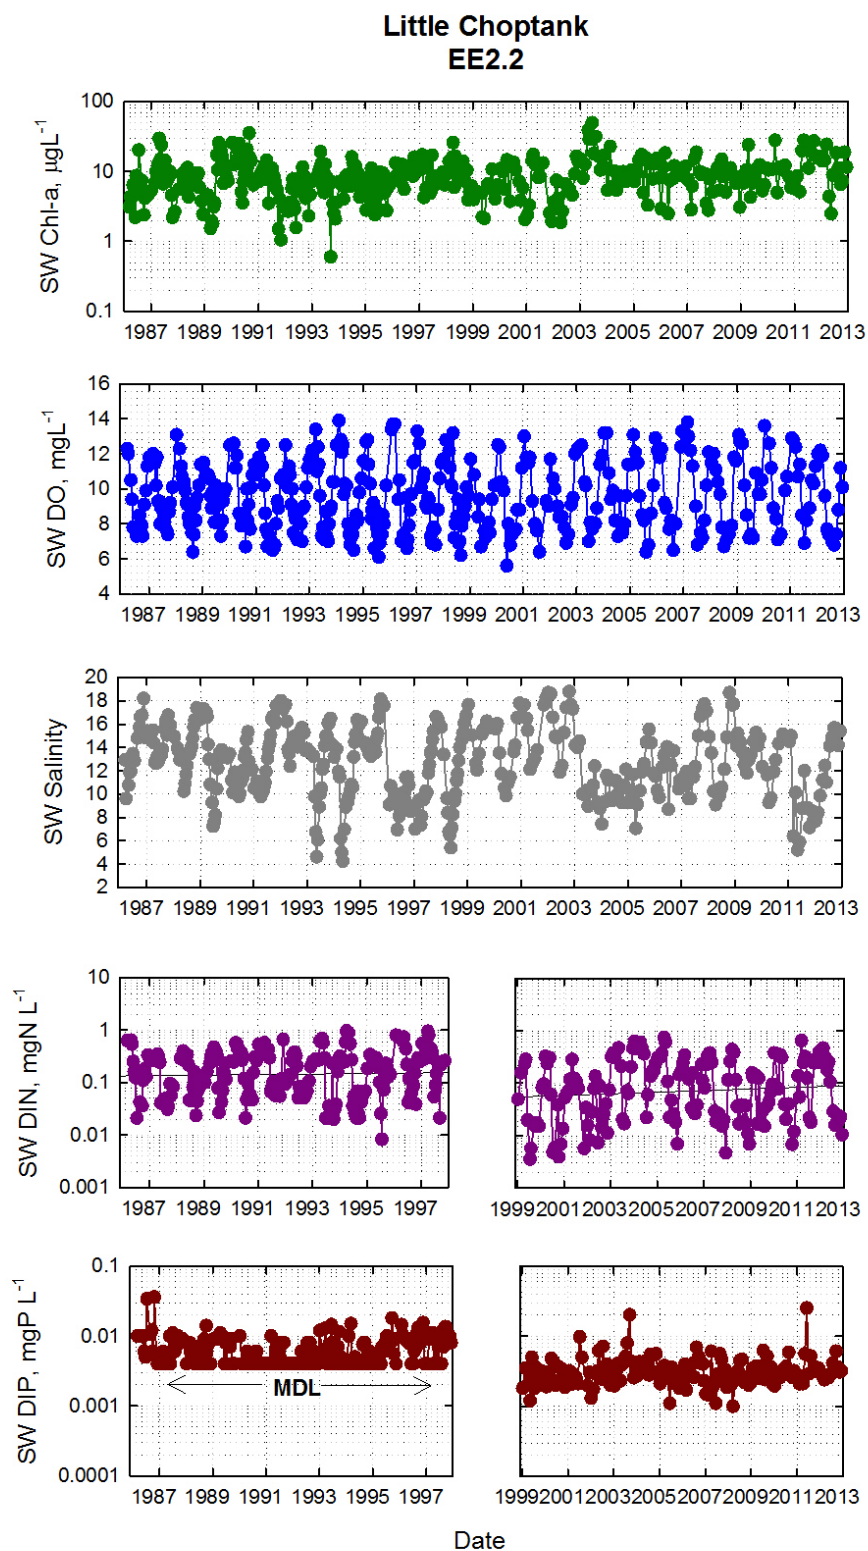 Little Choptank
EE2.2
SW Chl-a, µgL-1
100
10
1
0.1
1987 1989 1991 1993 1995 1997 1999 2001 2003 2005 2007 2009 2011 2013
SW DO, mgL-1
16
14
12
10
8
6
4
1987 1989 1991 1993 1995 1997 1999 2001 2003 2005 2007 2009 2011 2013
SW Salinity
20
18
16
14
12
10
8
6
4
2
1987 1989 1991 1993 1995 1997 1999 2001 2003 2005 2007 2009 2011 2013
SW DIN, mgN L-1
10
1
0.1
0.01
0.001
1987 1989 1991 1993 1995 1997
1999 2001 2003 2005 2007 2009 2011 2013
SW DIP, mgP L-1
0.1
0.01
0.001
0.0001
MDL
1987 1989 1991 1993 1995 1997
1999 2001 2003 2005 2007 2009 2011 2013
Date